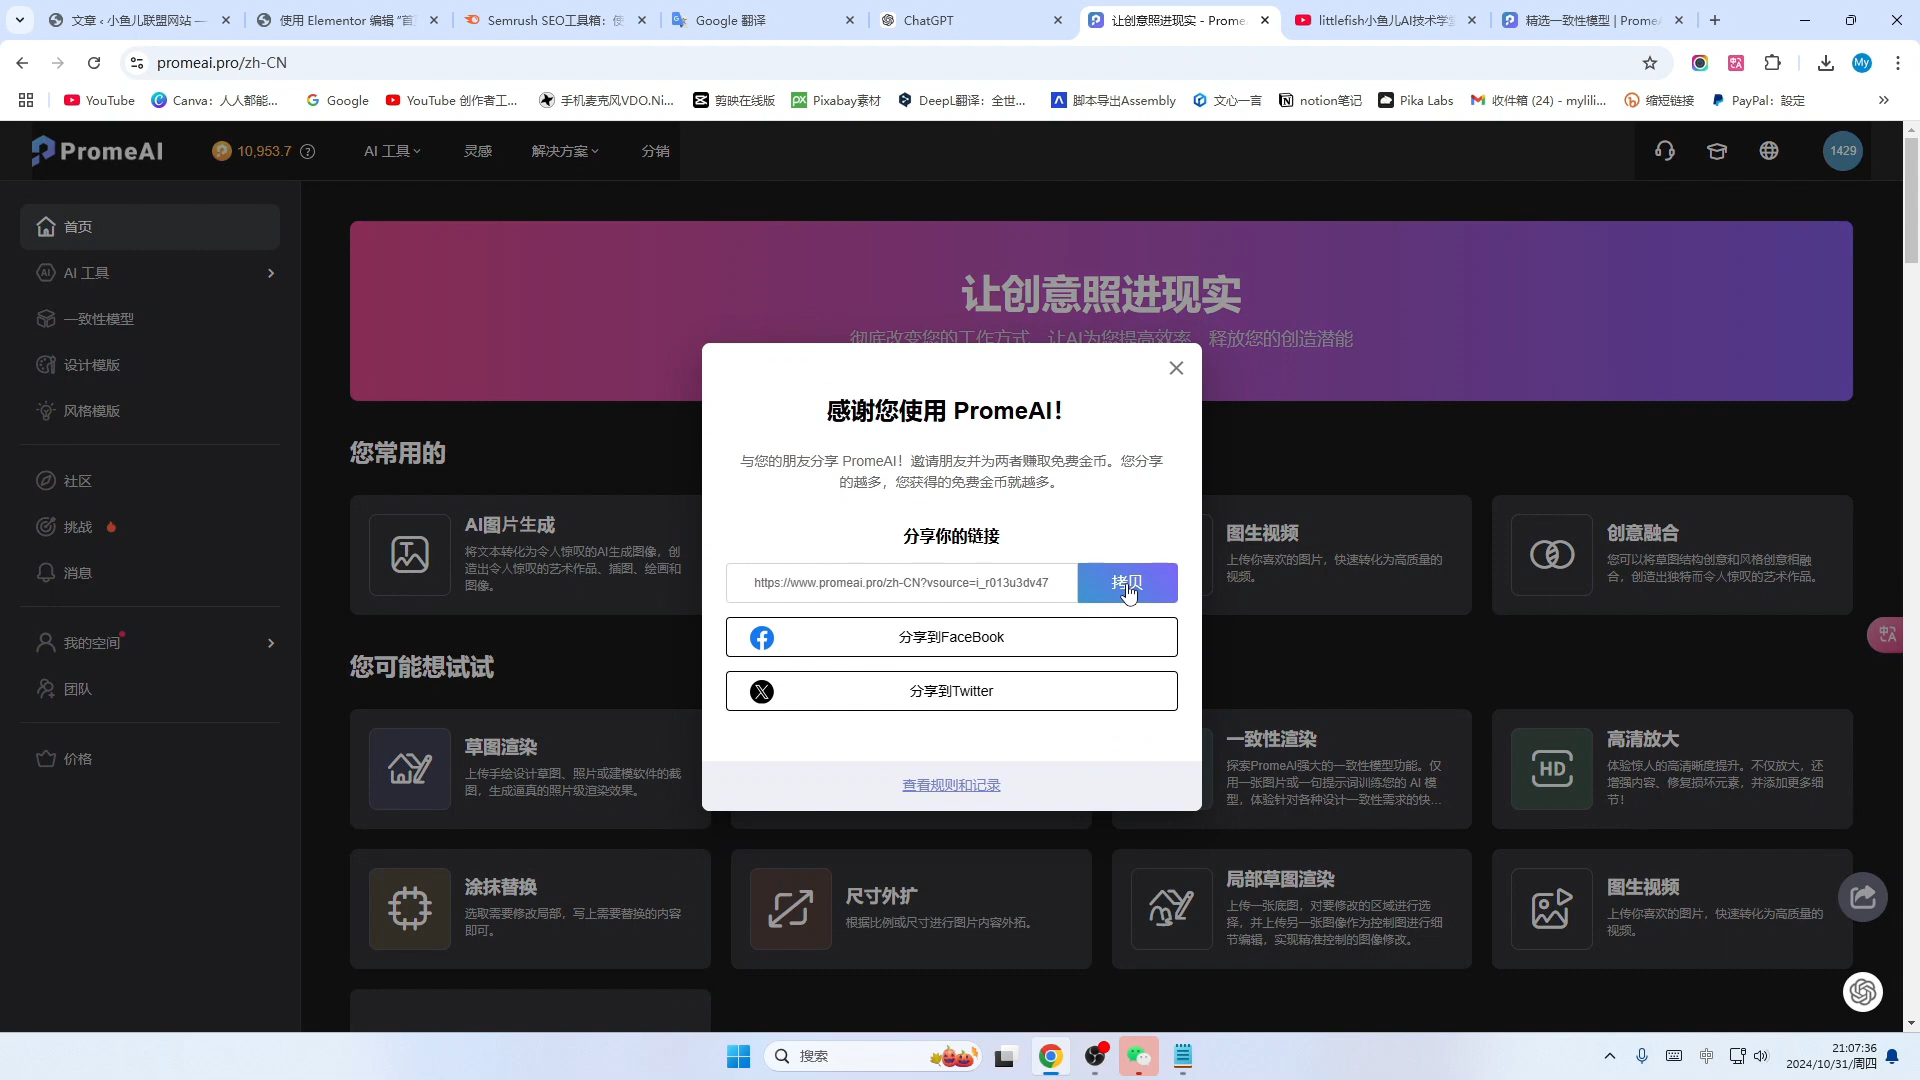 文章 ‹ 小鱼儿联盟网站 —
使用 Elementor 编辑 "首
Semrush SEO工具箱：使
Google 翻译
ChatGPT
让创意照进现实 - Prome
littlefish小鱼儿AI技术学
精选一致性模型 | Prome
promeai.pro/zh-CN
My
YouTube
Canva：人人都能...
Google
YouTube 创作者工...
手机麦克风VDO.Ni...
剪映在线版
Pixabay素材
DeepL翻译：全世...
脚本导出Assembly
文心一言
notion笔记
Pika Labs
收件箱 (24) - mylili...
缩短链接
PayPal：設定
PromeAI
10,953.7
AI 工具
灵感
解决方案
分销
1429
首页
AI 工具
一致性模型
设计模版
风格模版
社区
挑战
消息
我的空间
团队
价格
让创意照进现实
彻底改变您的工作方式，让AI为您提高效率，释放您的创造潜能
您常用的
AI图片生成
将文本转化为令人惊叹的AI生成图像，创
造出令人惊叹的艺术作品、插图、绘画和
图像。
图生视频
上传你喜欢的图片，快速转化为高质量的
视频。
创意融合
您可以将草图结构创意和风格创意相融
合，创造出独特而令人惊叹的艺术作品。
感谢您使用 PromeAI！
与您的朋友分享 PromeAI！邀请朋友并为两者赚取免费金币。您分享
的越多，您获得的免费金币就越多。
分享你的链接
https://www.promeai.pro/zh-CN?vsource=i_r013u3dv47
拷贝
分享到FaceBook
分享到Twitter
查看规则和记录
您可能想试试
草图渲染
上传手绘设计草图、照片或建模软件的截
图，生成逼真的照片级渲染效果。
一致性渲染
探索PromeAI强大的一致性模型功能。仅
用一张图片或一句提示词训练您的 AI 模
型，体验针对各种设计一致性需求的快...
HD
高清放大
体验惊人的高清晰度提升。不仅放大，还
增强内容、修复损坏元素，并添加更多细
节！
涂抹替换
选取需要修改局部，写上需要替换的内容
即可。
尺寸外扩
根据比例或尺寸进行图片内容外拓。
局部草图渲染
上传一张底图，对要修改的区域进行选
择，并上传另一张图像作为控制图进行细
节编辑，实现精准控制的图像修改。
图生视频
上传你喜欢的图片，快速转化为高质量的
视频。
搜索
中
21:07:36
2024/10/31/周四